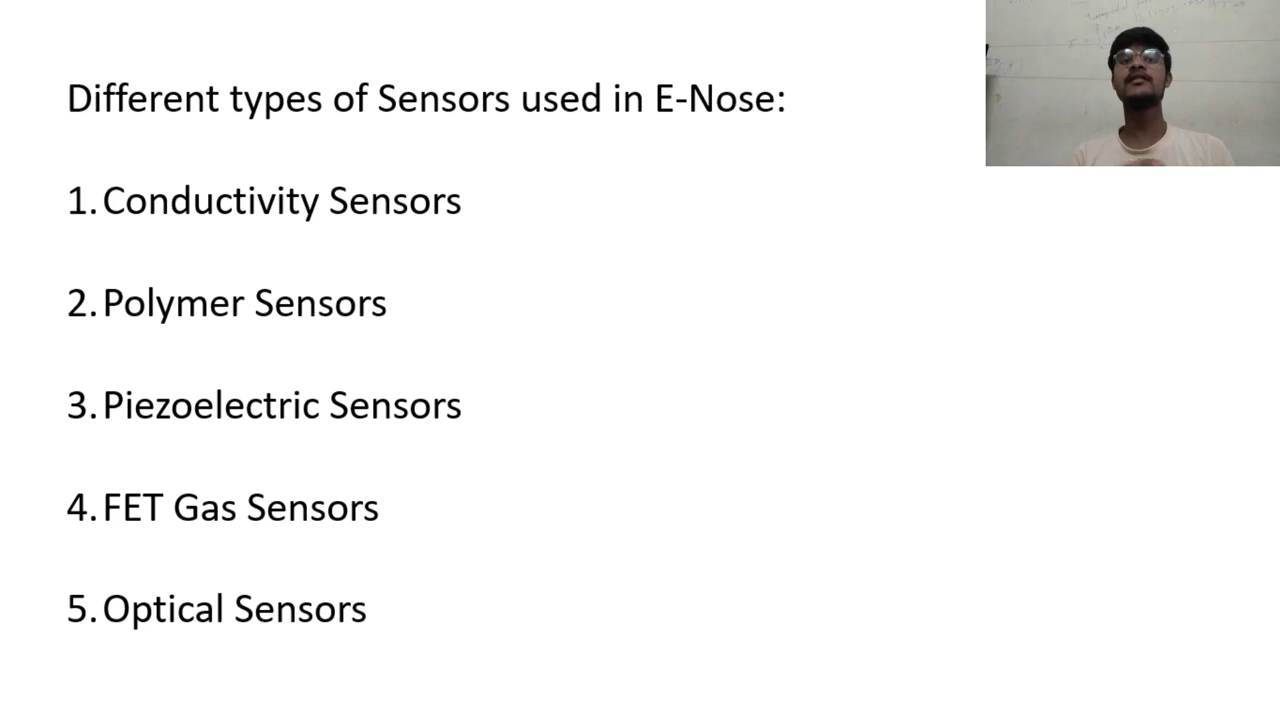 Different types of Sensors used in E-Nose:
1. Conductivity Sensors
2. Polymer Sensors
3. Piezoelectric Sensors
4. FET Gas Sensors
5. Optical Sensors